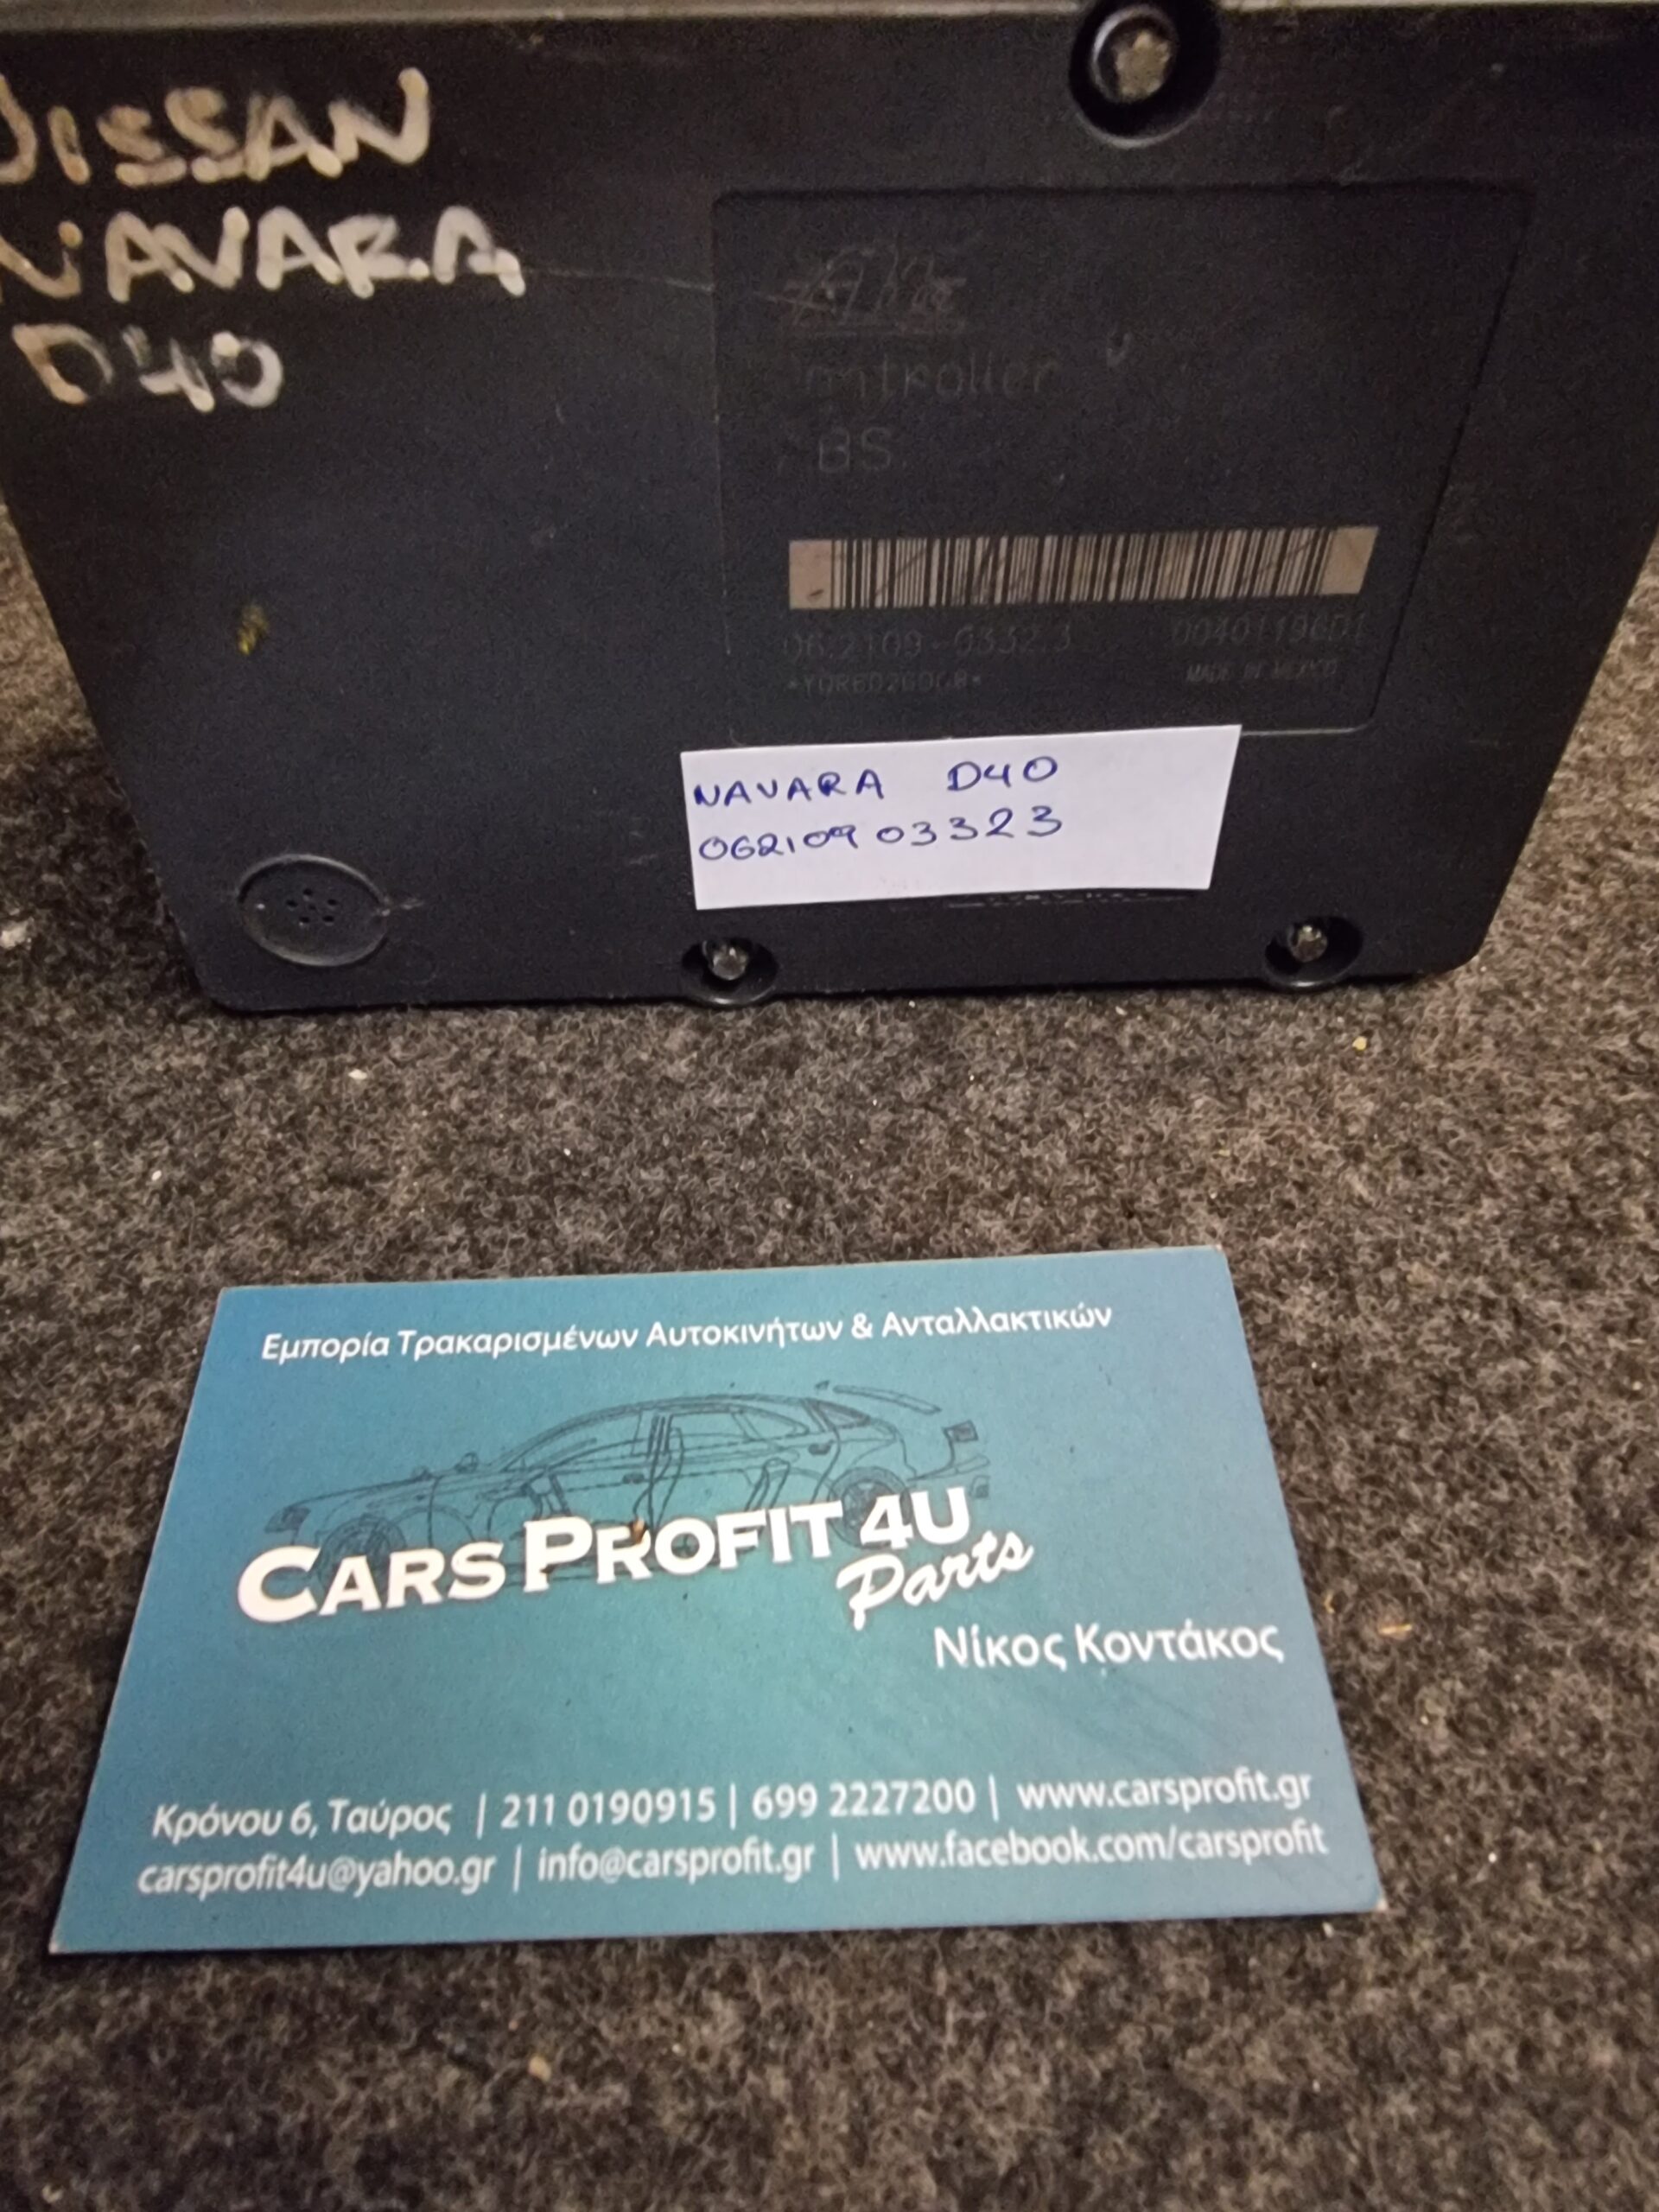 NISSAN
NAVARA
D40
ontroller
BS
06.2109-0332.3
MADE IN MEXICO
NAVARA D40
06210903323
Εμπορία Τρακαρισμένων Αυτοκινήτων & Ανταλλακτικών
CARS PROFIT 4U
Parts
Νίκος Κοντάκος
Κρόνου 6, Ταύρος | 211 0190915 | 699 2227200 | www.carsprofit.gr
carsprofit4u@yahoo.gr | info@carsprofit.gr | www.facebook.com/carsprofit